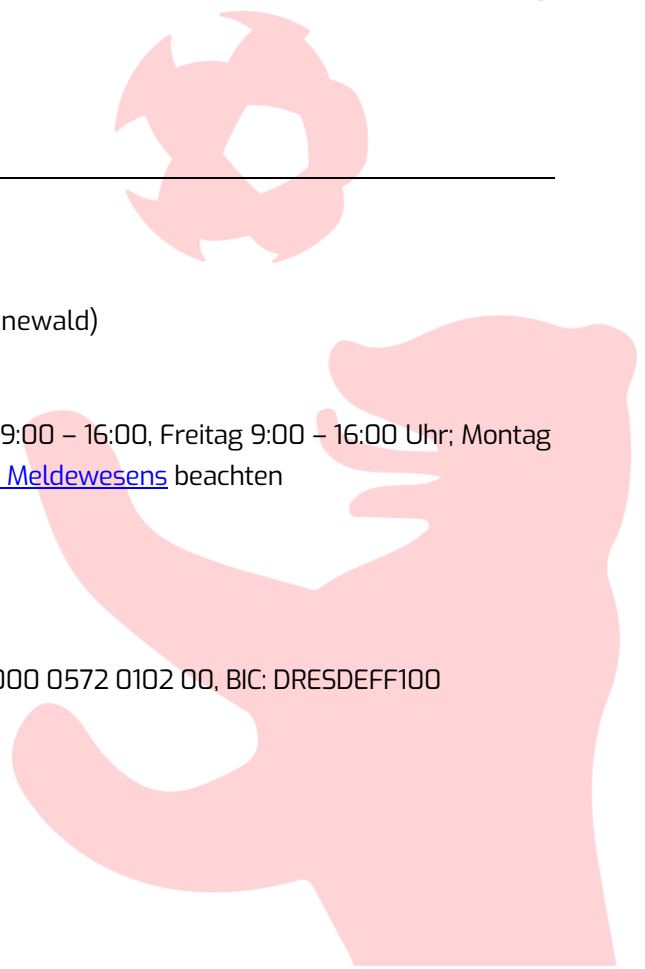 newald)
9:00 – 16:00, Freitag 9:00 – 16:00 Uhr; Montag
Meldewesens beachten
000 0572 0102 00, BIC: DRESDEFF100